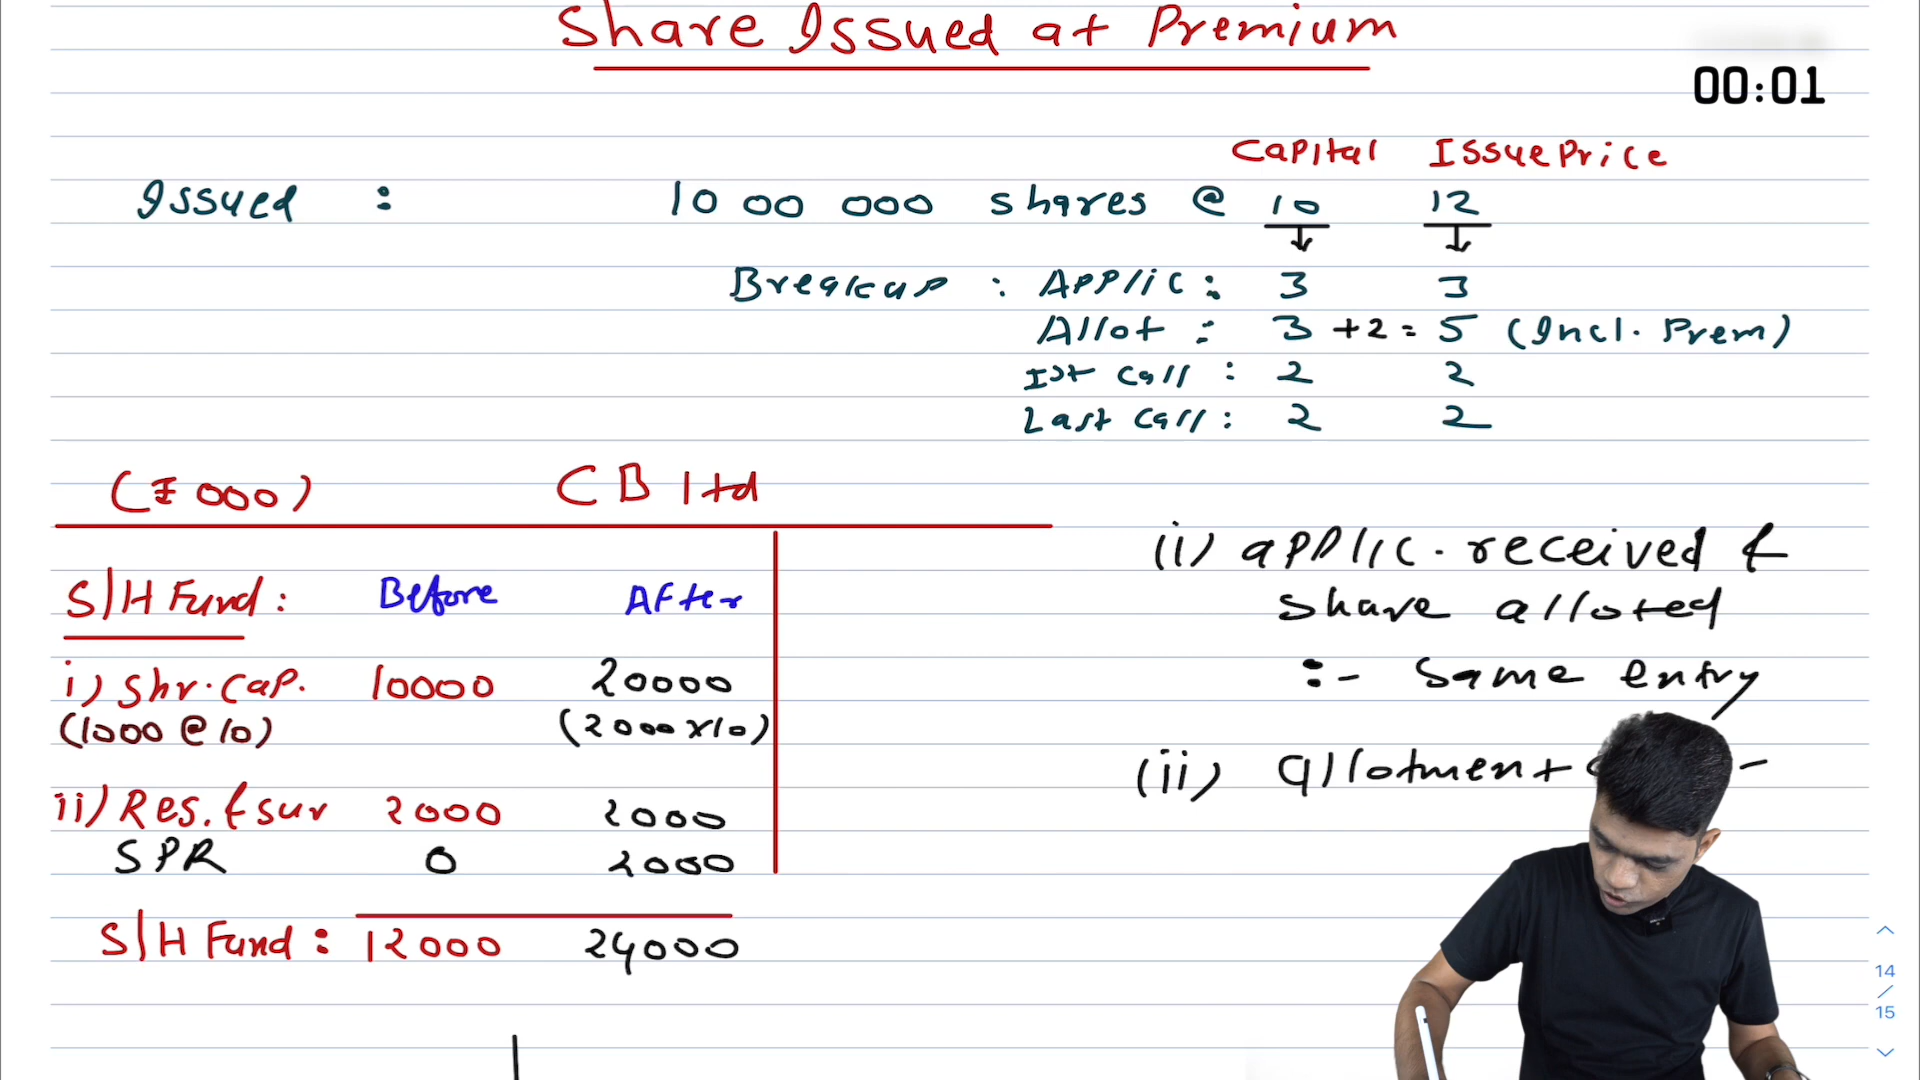 Share Issued at Premium
00:01
Capital IssuePrice
Issued : 10 00 000 shares @ 10 12
Breakup : Applic : 3 3
Allot : 3 + 2 = 5 (Incl. Prem)
Ist call : 2 2
Last call : 2 2
(₹ 000) CB ltd
S/H Fund : Before After
i) Shr. Cap. 10000 20000
(1000 @ 10) (2000 x 10)
ii) Res. & sur 2000 2000
SPR 0 2000
S/H Fund : 12000 24000
(i) applic. received &
share alloted
:- Same entry
(ii) allotment
14
/
15